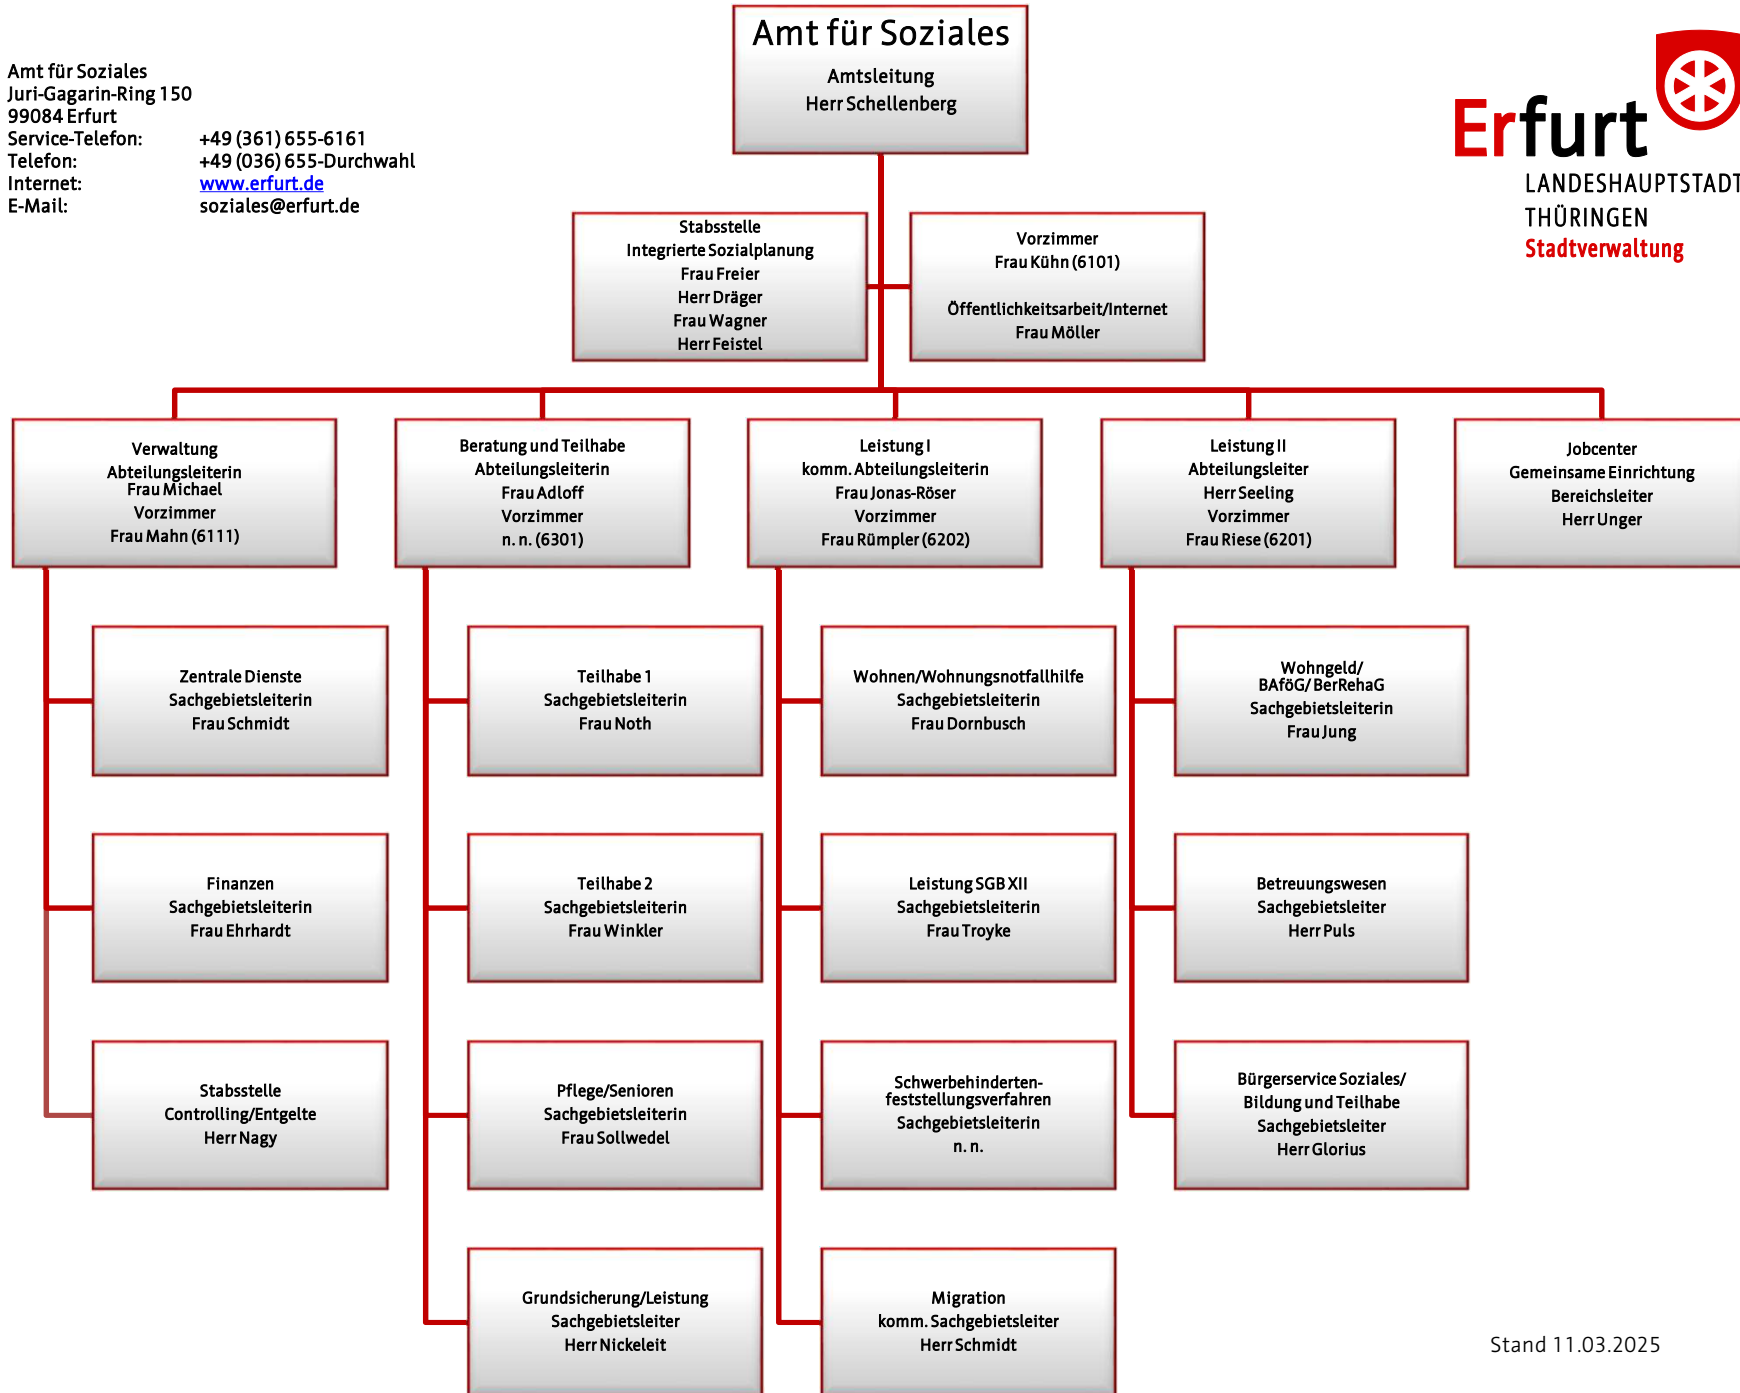 Amt für Soziales
Amtsleitung
Herr Schellenberg
Amt für Soziales
Juri-Gagarin-Ring 150
99084 Erfurt
Service-Telefon: +49 (361) 655-6161
Telefon: +49 (036) 655-Durchwahl
Internet: www.erfurt.de
E-Mail: soziales@erfurt.de
Erfurt
LANDESHAUPTSTADT
THÜRINGEN
Stadtverwaltung
Stabsstelle
Integrierte Sozialplanung
Frau Freier
Herr Dräger
Frau Wagner
Herr Feistel
Vorzimmer
Frau Kühn (6101)
Öffentlichkeitsarbeit/Internet
Frau Möller
Verwaltung
Abteilungsleiterin
Frau Michael
Vorzimmer
Frau Mahn (6111)
Beratung und Teilhabe
Abteilungsleiterin
Frau Adloff
Vorzimmer
n. n. (6301)
Leistung I
komm. Abteilungsleiterin
Frau Jonas-Röser
Vorzimmer
Frau Rümpler (6202)
Leistung II
Abteilungsleiter
Herr Seeling
Vorzimmer
Frau Riese (6201)
Jobcenter
Gemeinsame Einrichtung
Bereichsleiter
Herr Unger
Zentrale Dienste
Sachgebietsleiterin
Frau Schmidt
Teilhabe 1
Sachgebietsleiterin
Frau Noth
Wohnen/Wohnungsnotfallhilfe
Sachgebietsleiterin
Frau Dornbusch
Wohngeld/
BAföG/ BerRehaG
Sachgebietsleiterin
Frau Jung
Finanzen
Sachgebietsleiterin
Frau Ehrhardt
Teilhabe 2
Sachgebietsleiterin
Frau Winkler
Leistung SGB XII
Sachgebietsleiterin
Frau Troyke
Betreuungswesen
Sachgebietsleiter
Herr Puls
Stabsstelle
Controlling/Entgelte
Herr Nagy
Pflege/Senioren
Sachgebietsleiterin
Frau Sollwedel
Schwerbehinderten-
feststellungsverfahren
Sachgebietsleiterin
n. n.
Bürgerservice Soziales/
Bildung und Teilhabe
Sachgebietsleiter
Herr Glorius
Grundsicherung/Leistung
Sachgebietsleiter
Herr Nickeleit
Migration
komm. Sachgebietsleiter
Herr Schmidt
Stand 11.03.2025